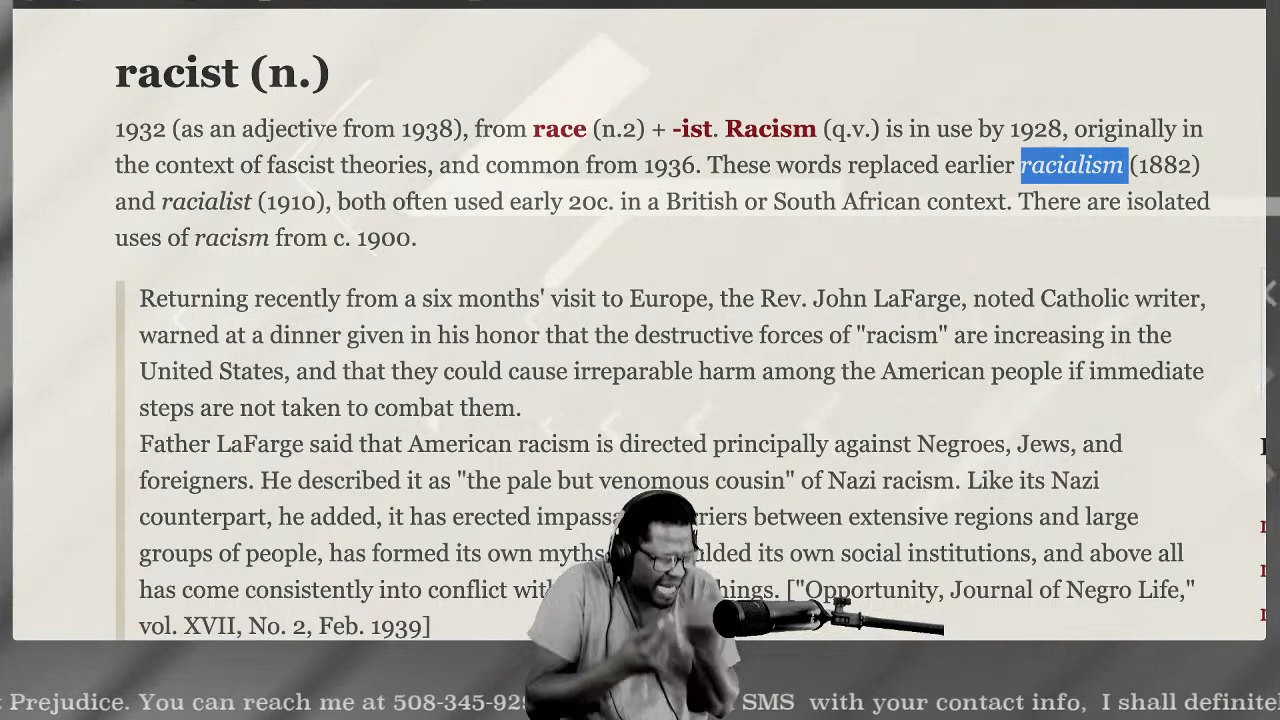 racist (n.)
1932 (as an adjective from 1938), from race (n.2) + -ist. Racism (q.v.) is in use by 1928, originally in
the context of fascist theories, and common from 1936. These words replaced earlier racialism (1882)
and racialist (1910), both often used early 20c. in a British or South African context. There are isolated
uses of racism from c. 1900.
Returning recently from a six months' visit to Europe, the Rev. John LaFarge, noted Catholic writer,
warned at a dinner given in his honor that the destructive forces of "racism" are increasing in the
United States, and that they could cause irreparable harm among the American people if immediate
steps are not taken to combat them.
Father LaFarge said that American racism is directed principally against Negroes, Jews, and
foreigners. He described it as "the pale but venomous cousin" of Nazi racism. Like its Nazi
counterpart, he added, it has erected between extensive regions and large
groups of people, has formed its own myths its own social institutions, and above all
has come consistently into conflict ["Opportunity, Journal of Negro Life,"
vol. XVII, No. 2, Feb. 1939]
Prejudice. You can reach me at 508-345- SMS with your contact info, I shall